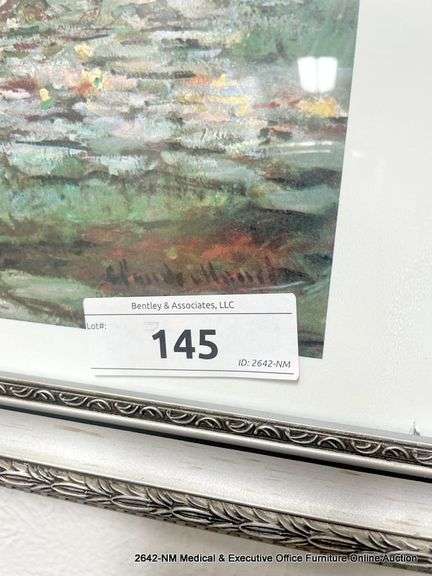 Bentley & Associates, LLC
Lot#:
145
ID: 2642-NM
2642-NM Medical & Executive Office Furniture Online Auction